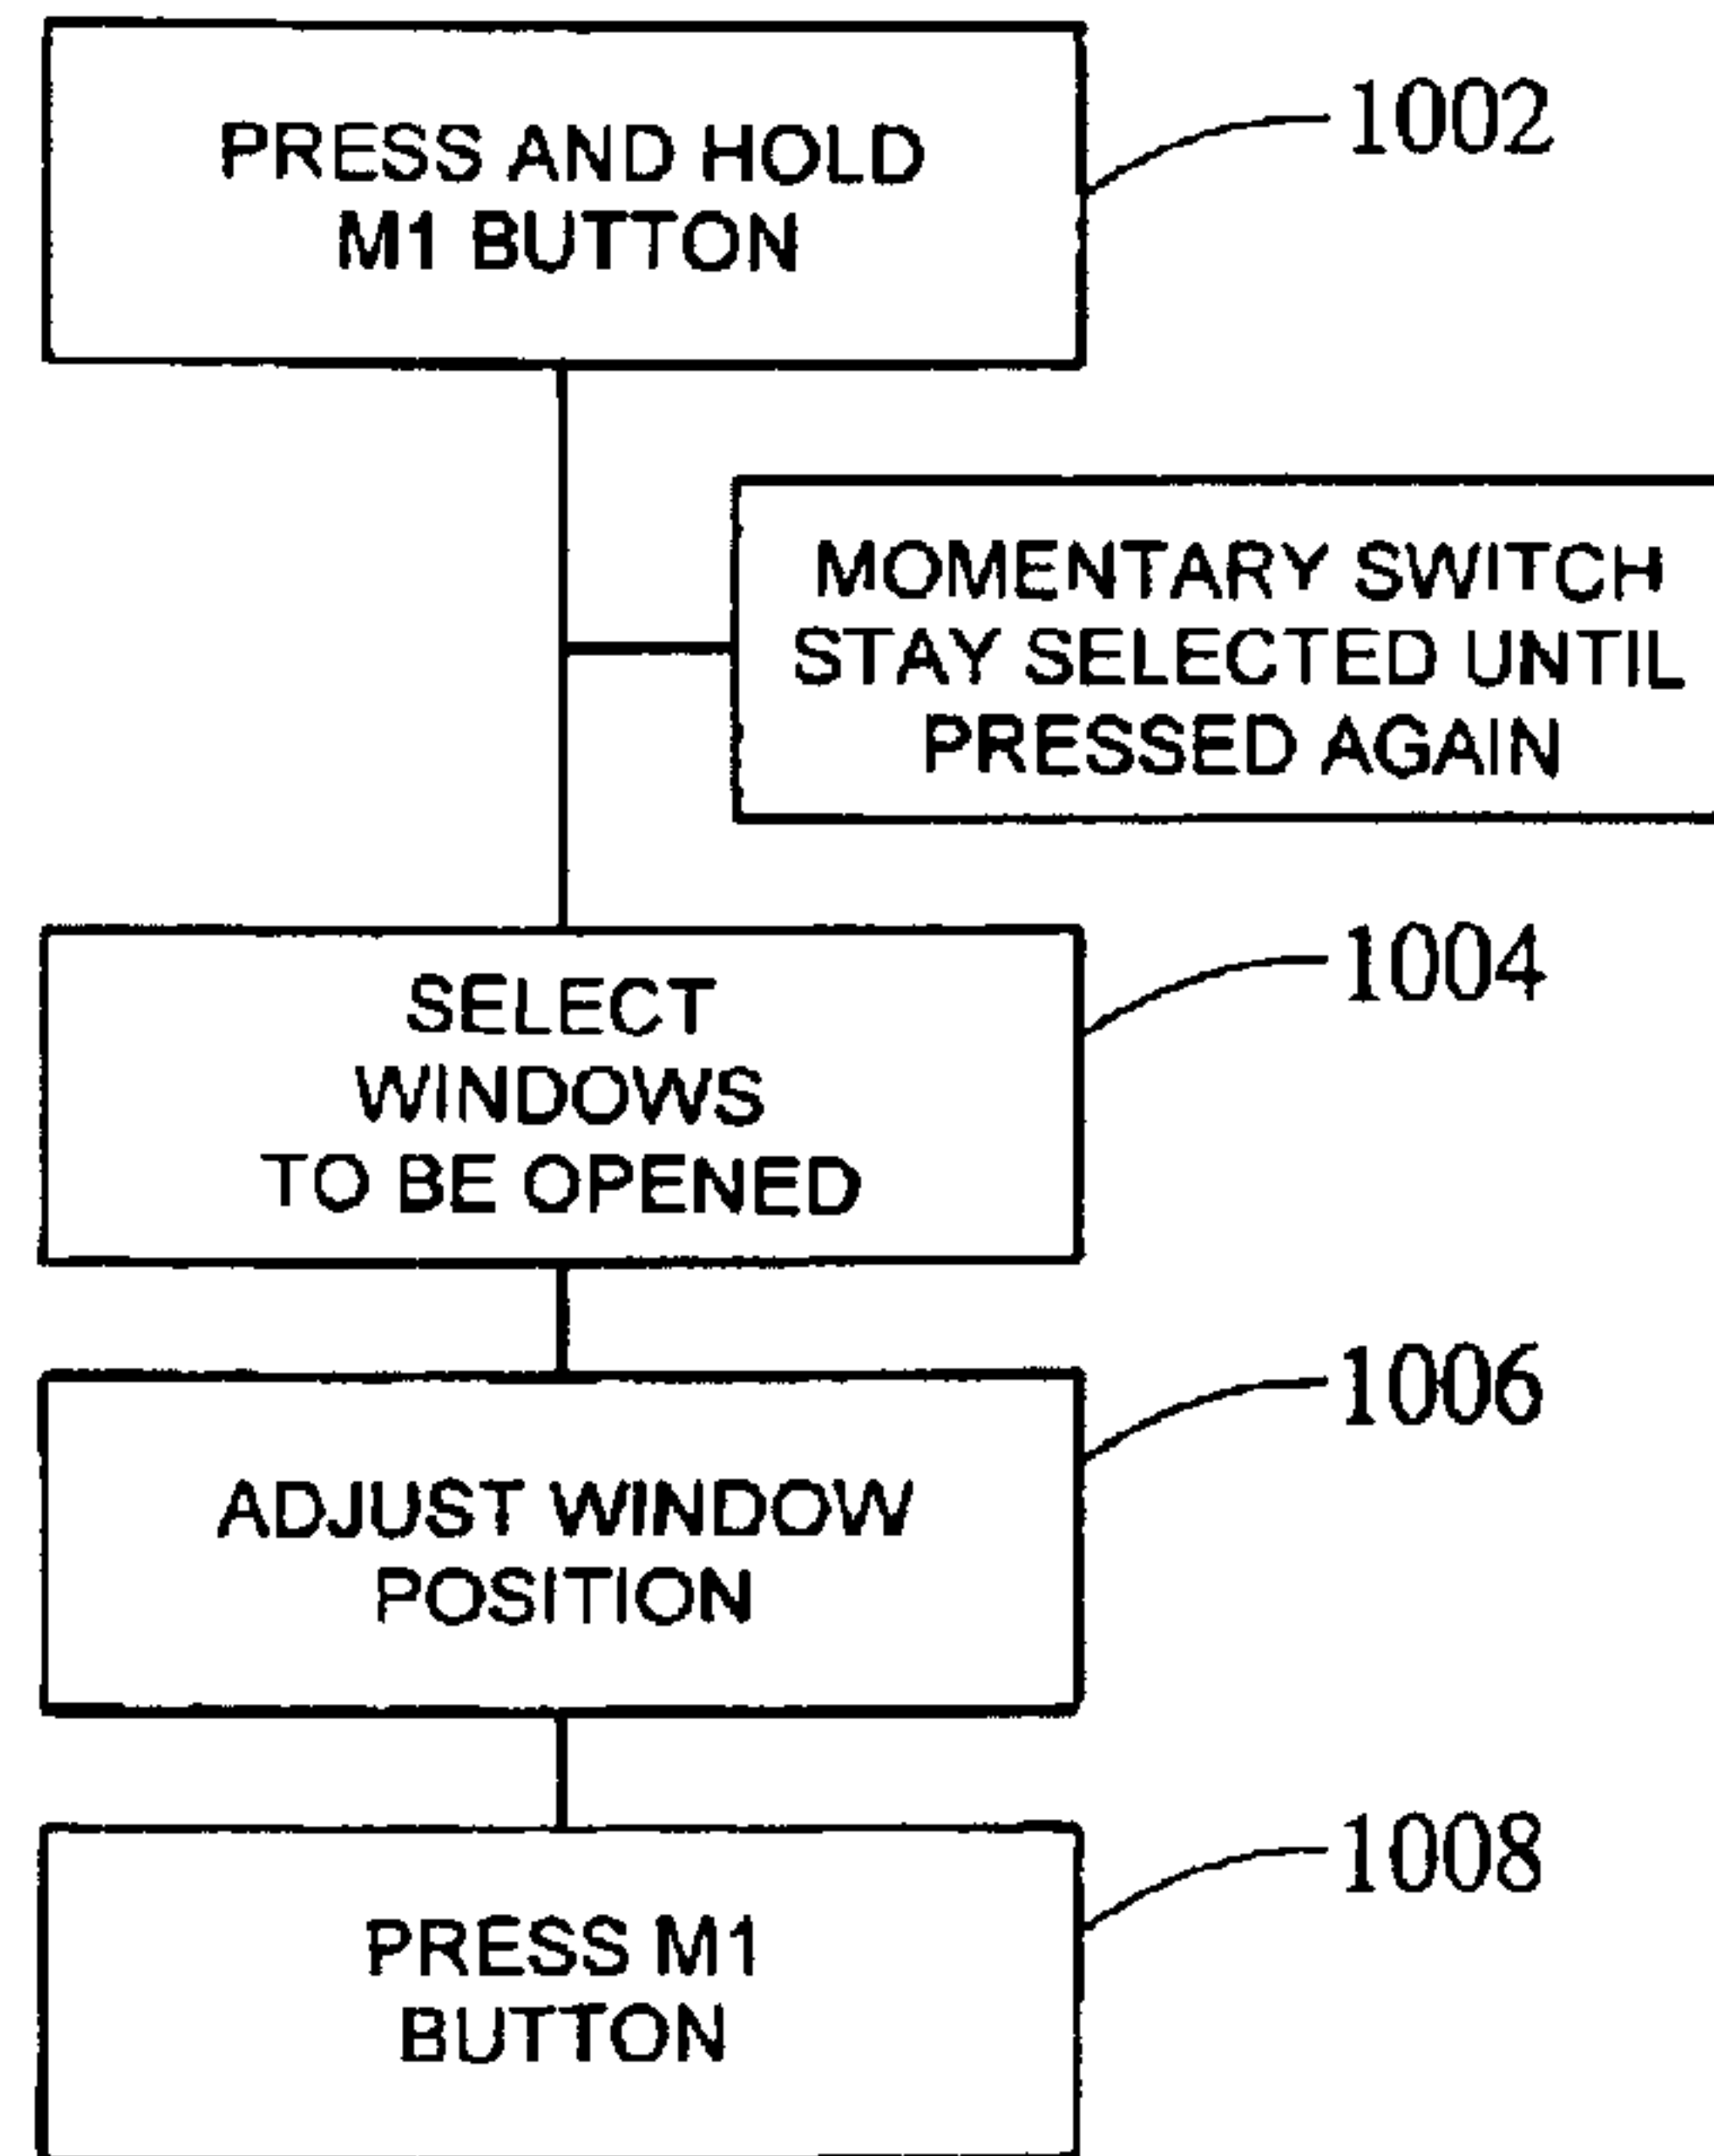 PRESS AND HOLD
M1 BUTTON
1002
MOMENTARY SWITCH
STAY SELECTED UNTIL
PRESSED AGAIN
SELECT
WINDOWS
TO BE OPENED
1004
ADJUST WINDOW
POSITION
1006
PRESS M1
BUTTON
1008